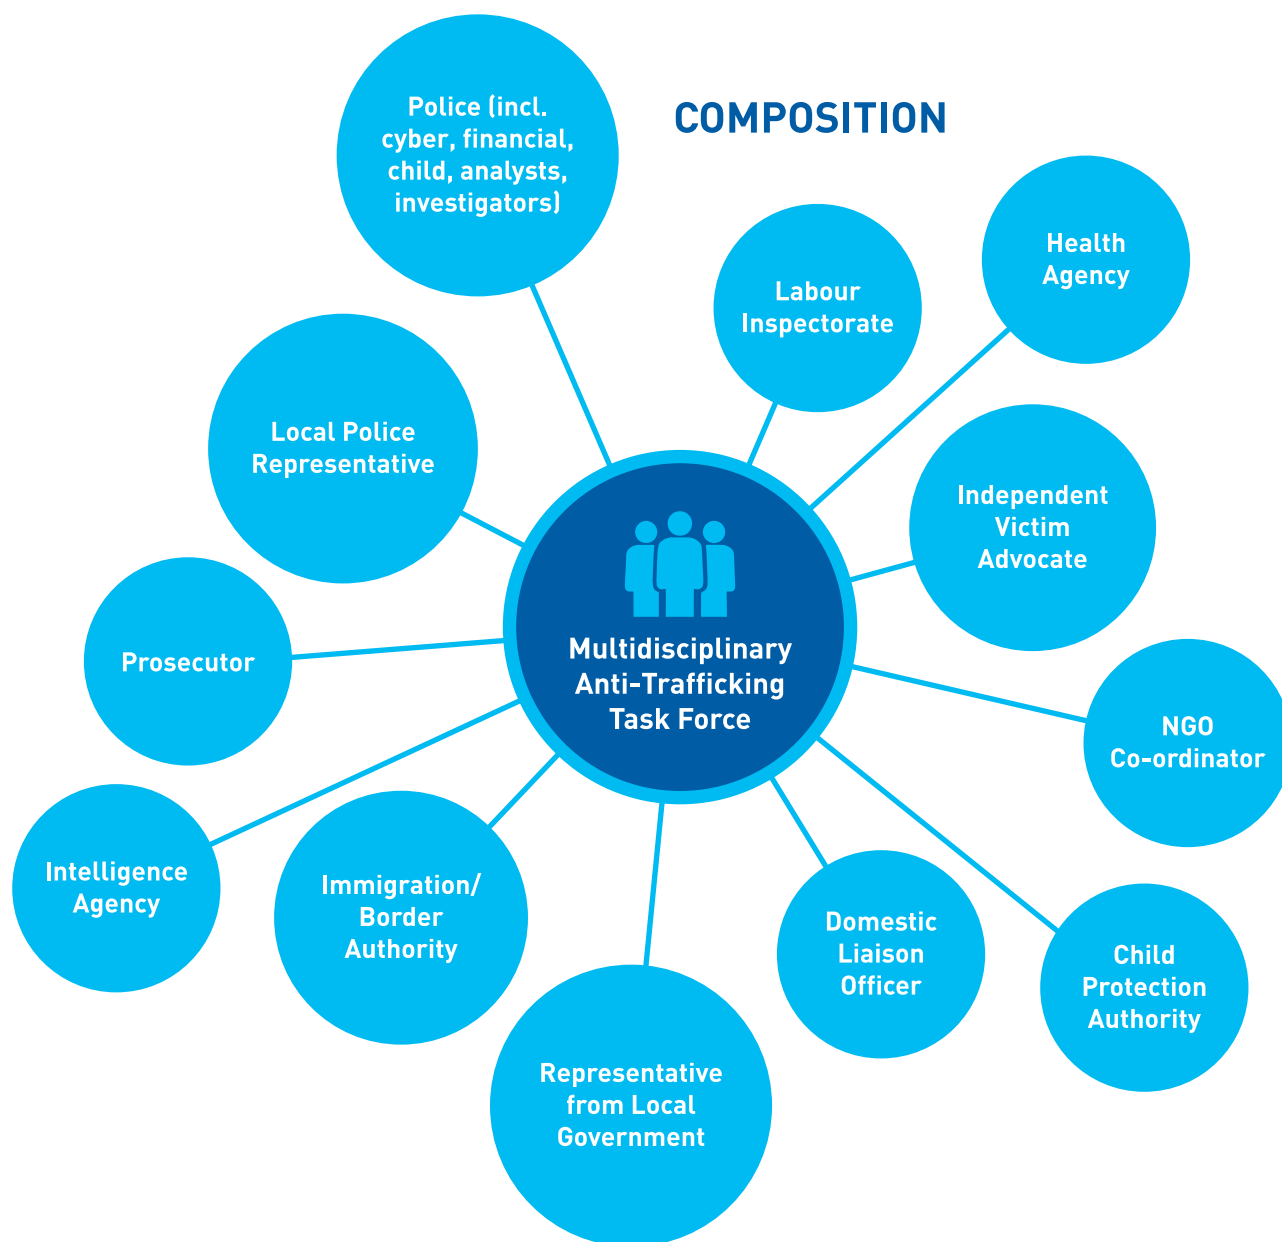 COMPOSITION
Police (incl.
cyber, financial,
child, analysts,
investigators)
Health
Agency
Labour
Inspectorate
Local Police
Representative
Independent
Victim
Advocate
Multidisciplinary
Anti-Trafficking
Task Force
Prosecutor
NGO
Co-ordinator
Intelligence
Agency
Immigration/
Border
Authority
Domestic
Liaison
Officer
Child
Protection
Authority
Representative
from Local
Government